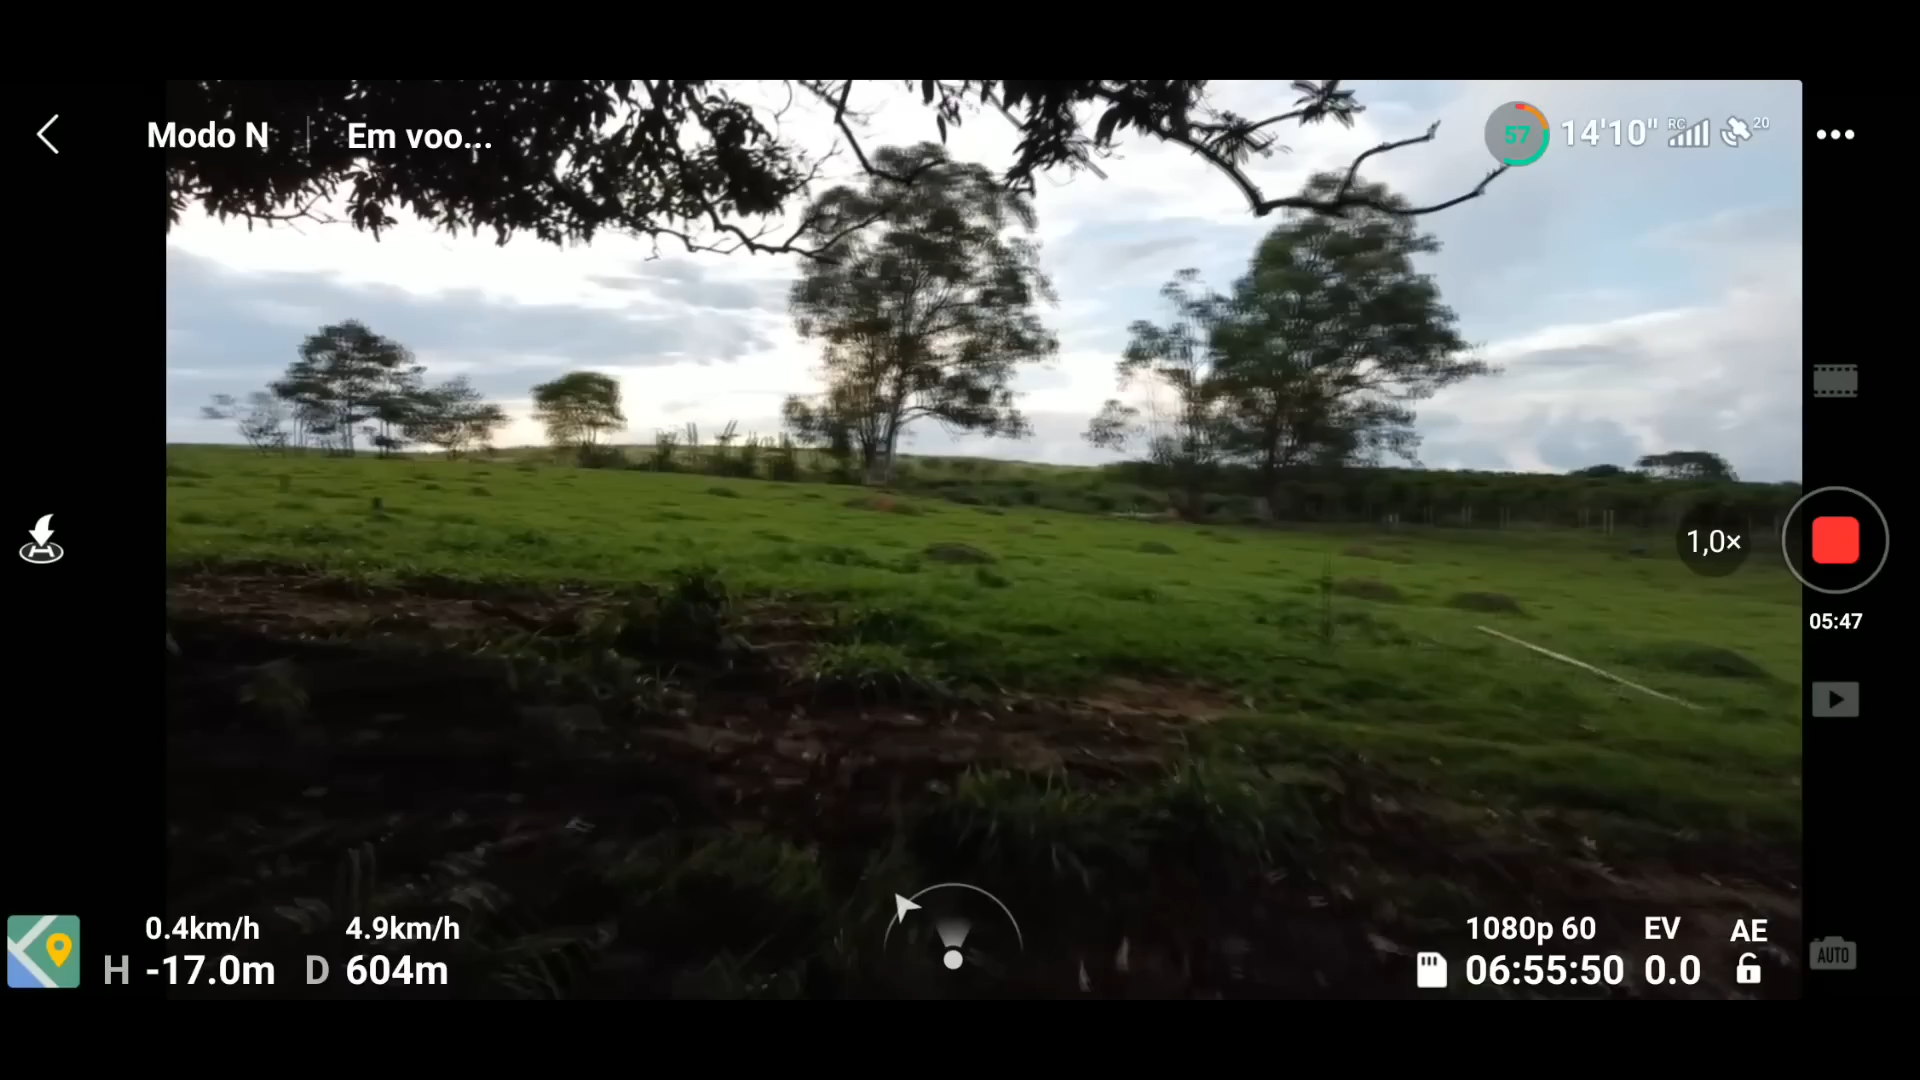 Modo N
Em voo...
57 14'10" RC 20
1,0×
05:47
0.4km/h 4.9km/h
H -17.0m D 604m
1080p 60 EV AE
06:55:50 0.0
AUTO